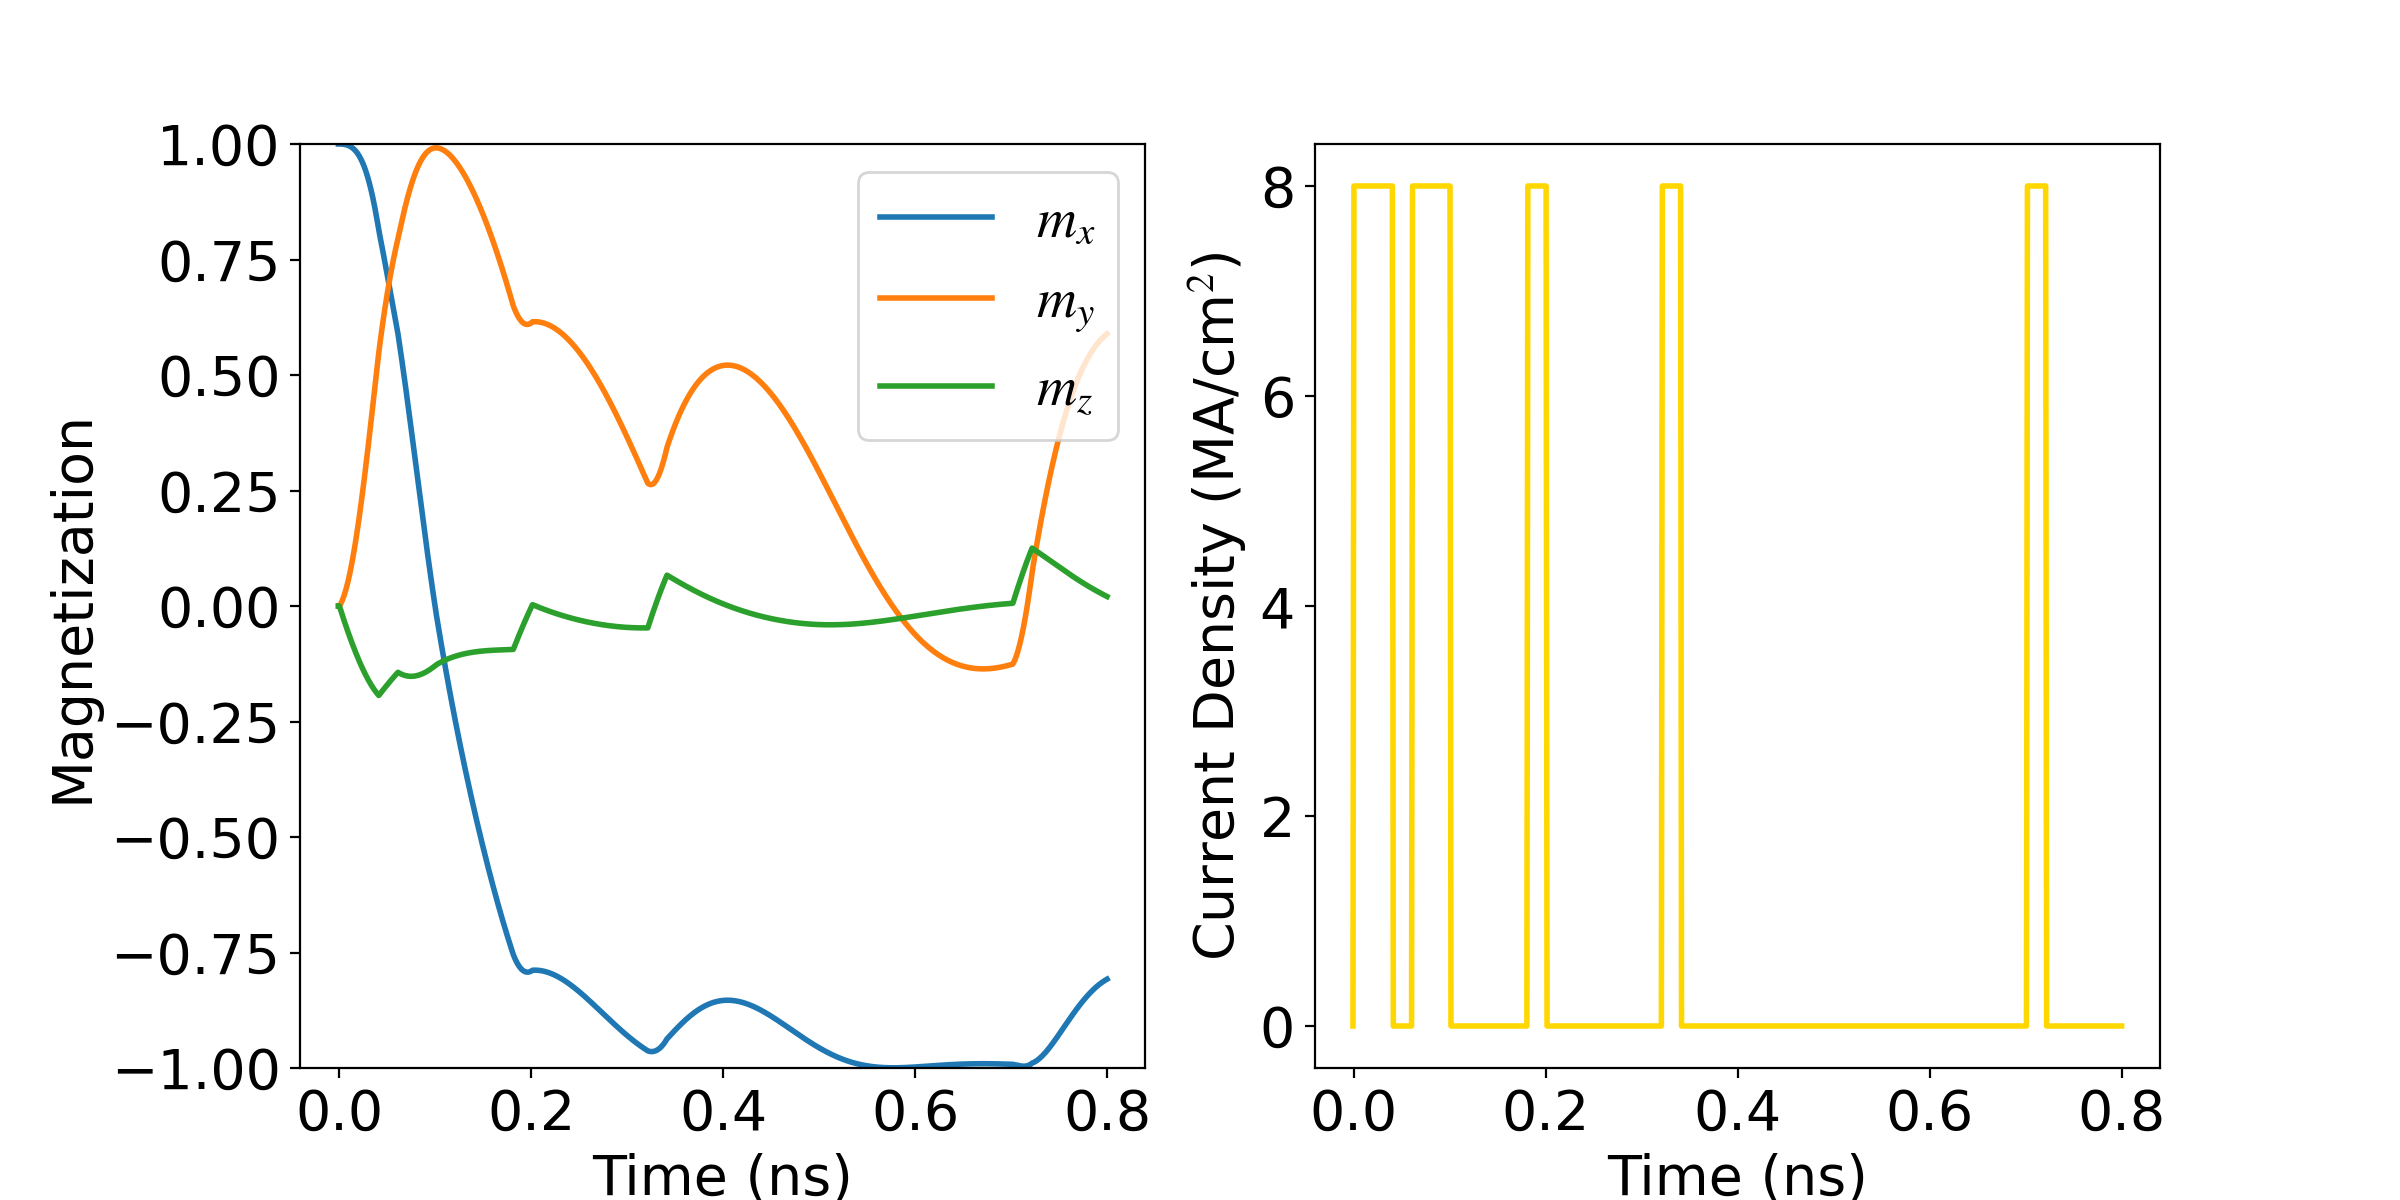 Magnetization
1.00
0.75
0.50
0.25
0.00
−0.25
−0.50
−0.75
−1.00
0.0 0.2 0.4 0.6 0.8
Time (ns)
m_x
m_y
m_z
Current Density (MA/cm²)
8
6
4
2
0
0.0 0.2 0.4 0.6 0.8
Time (ns)